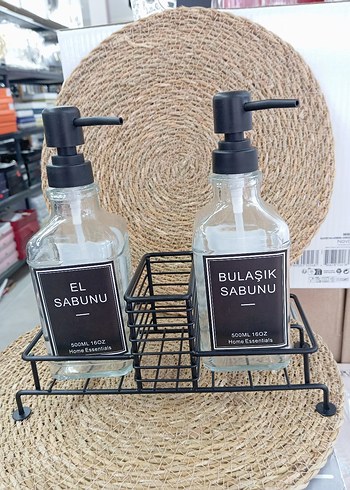 EL
SABUNU
500ML 16OZ
Home Essentials
BULAŞIK
SABUNU
500ML 16OZ
Home Essentials